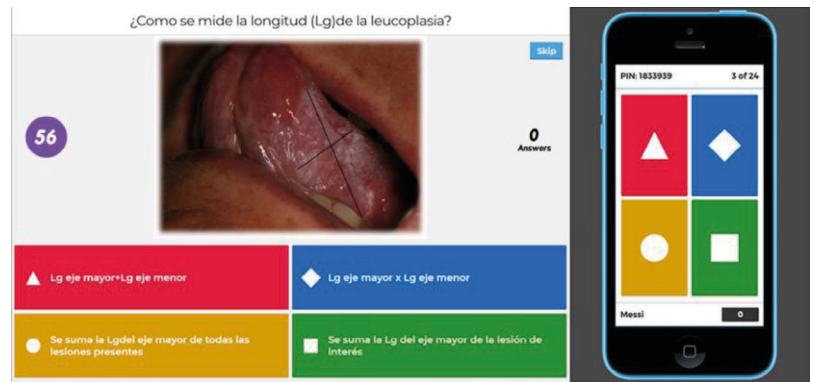 ¿Como se mide la longitud (Lg)de la leucoplasia?
Skip
56
0
Answers
Lg eje mayor+Lg eje menor
Lg eje mayor x Lg eje menor
Se suma la Lgdel eje mayor de todas las
lesiones presentes
Se suma la Lg del eje mayor de la lesión de
interés
PIN: 1833939 3 of 24
Messi 0